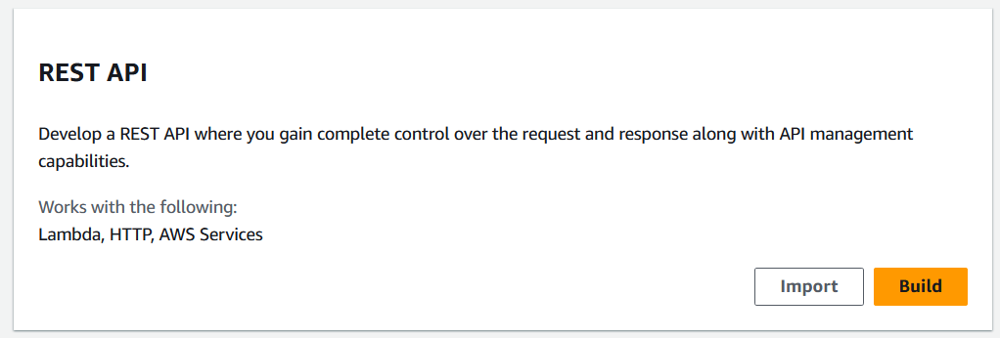 REST API
Develop a REST API where you gain complete control over the request and response along with API management
capabilities.
Works with the following:
Lambda, HTTP, AWS Services
Import Build